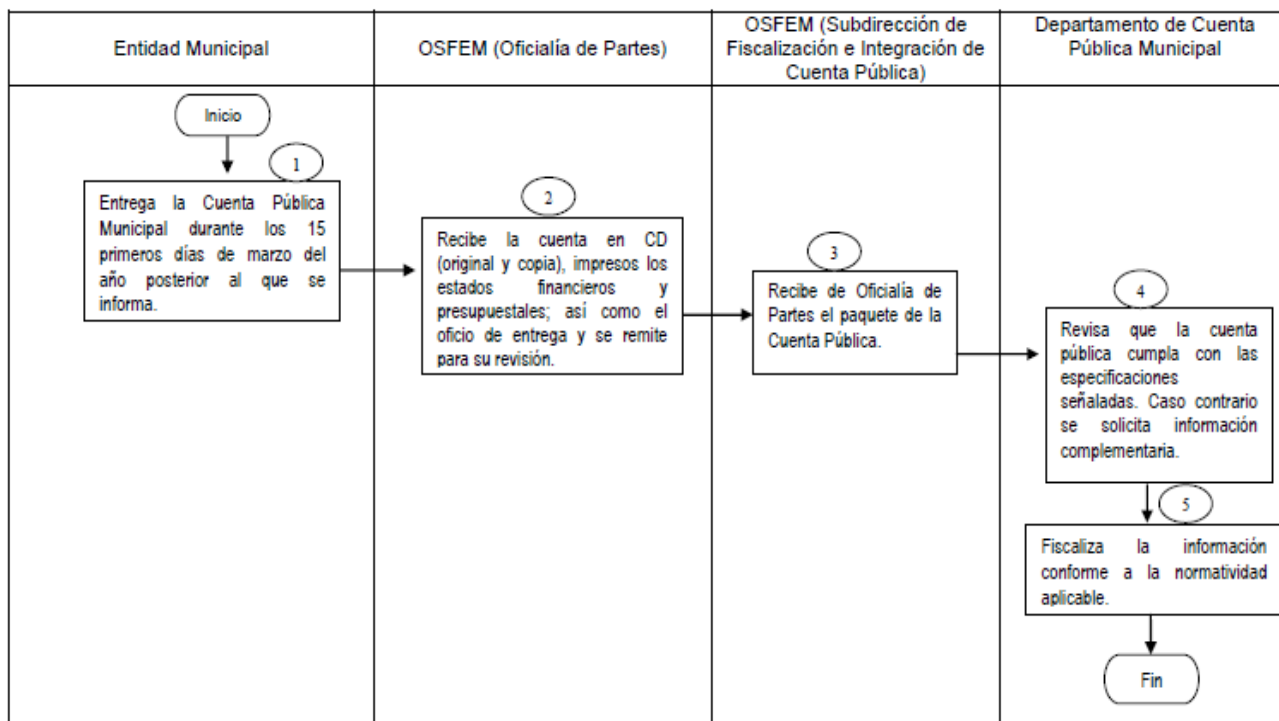 Entidad Municipal
OSFEM (Oficialía de Partes)
OSFEM (Subdirección de
Fiscalización e Integración de
Cuenta Pública)
Departamento de Cuenta
Pública Municipal
Inicio
1
Entrega la Cuenta Pública
Municipal durante los 15
primeros días de marzo del
año posterior al que se
informa.
2
Recibe la cuenta en CD
(original y copia), impresos los
estados financieros y
presupuestales; así como el
oficio de entrega y se remite
para su revisión.
3
Recibe de Oficialía de
Partes el paquete de la
Cuenta Pública.
4
Revisa que la cuenta
pública cumpla con las
especificaciones
señaladas. Caso contrario
se solicita información
complementaria.
5
Fiscaliza la información
conforme a la normatividad
aplicable.
Fin